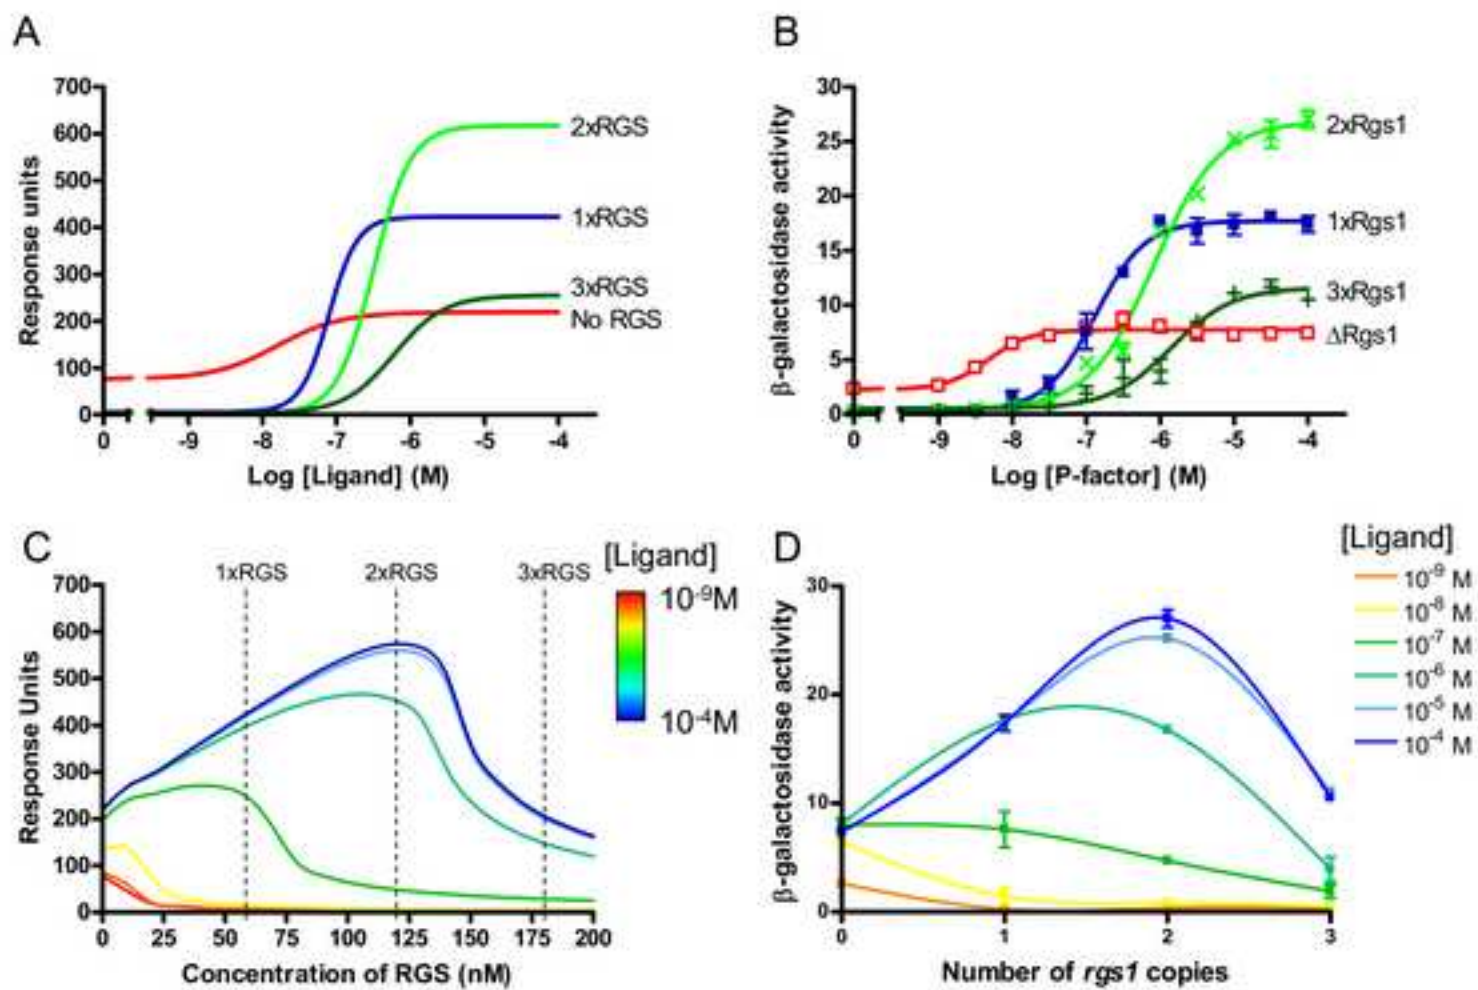 A
Response units
700
600
500
400
300
200
100
0
2xRGS
1xRGS
3xRGS
No RGS
0 -9 -8 -7 -6 -5 -4
Log [Ligand] (M)
B
β-galactosidase activity
30
25
20
15
10
5
0
2xRgs1
1xRgs1
3xRgs1
ΔRgs1
0 -9 -8 -7 -6 -5 -4
Log [P-factor] (M)
C
Response Units
700
600
500
400
300
200
100
0
1xRGS 2xRGS 3xRGS
[Ligand]
10⁻⁹M
10⁻⁴M
0 25 50 75 100 125 150 175 200
Concentration of RGS (nM)
D
β-galactosidase activity
30
20
10
0
[Ligand]
10⁻⁹ M
10⁻⁸ M
10⁻⁷ M
10⁻⁶ M
10⁻⁵ M
10⁻⁴ M
0 1 2 3
Number of rgs1 copies